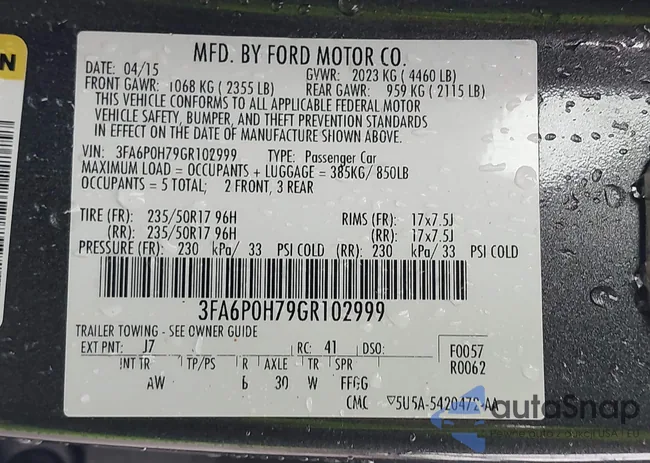 N
MFD. BY FORD MOTOR CO.
DATE: 04/15 GVWR: 2023 KG ( 4460 LB)
FRONT GAWR: 1068 KG ( 2355 LB) REAR GAWR: 959 KG ( 2115 LB)
THIS VEHICLE CONFORMS TO ALL APPLICABLE FEDERAL MOTOR
VEHICLE SAFETY, BUMPER, AND THEFT PREVENTION STANDARDS
IN EFFECT ON THE DATE OF MANUFACTURE SHOWN ABOVE.
VIN: 3FA6P0H79GR102999 TYPE: Passenger Car
MAXIMUM LOAD = OCCUPANTS + LUGGAGE = 385KG/ 850LB
OCCUPANTS = 5 TOTAL; 2 FRONT, 3 REAR
TIRE (FR): 235/50R17 96H RIMS (FR): 17x7.5J
(RR): 235/50R17 96H (RR): 17x7.5J
PRESSURE (FR): 230 kPa/ 33 PSI COLD (RR): 230 kPa/ 33 PSI COLD
3FA6P0H79GR102999
TRAILER TOWING - SEE OWNER GUIDE
EXT PNT: J7 RC: 41 DSO: F0057
INT TR TP/PS R AXLE TR SPR R0062
AW 6 30 W FFGG
CMC ▽5U5A-5420472-AA
autoSnap